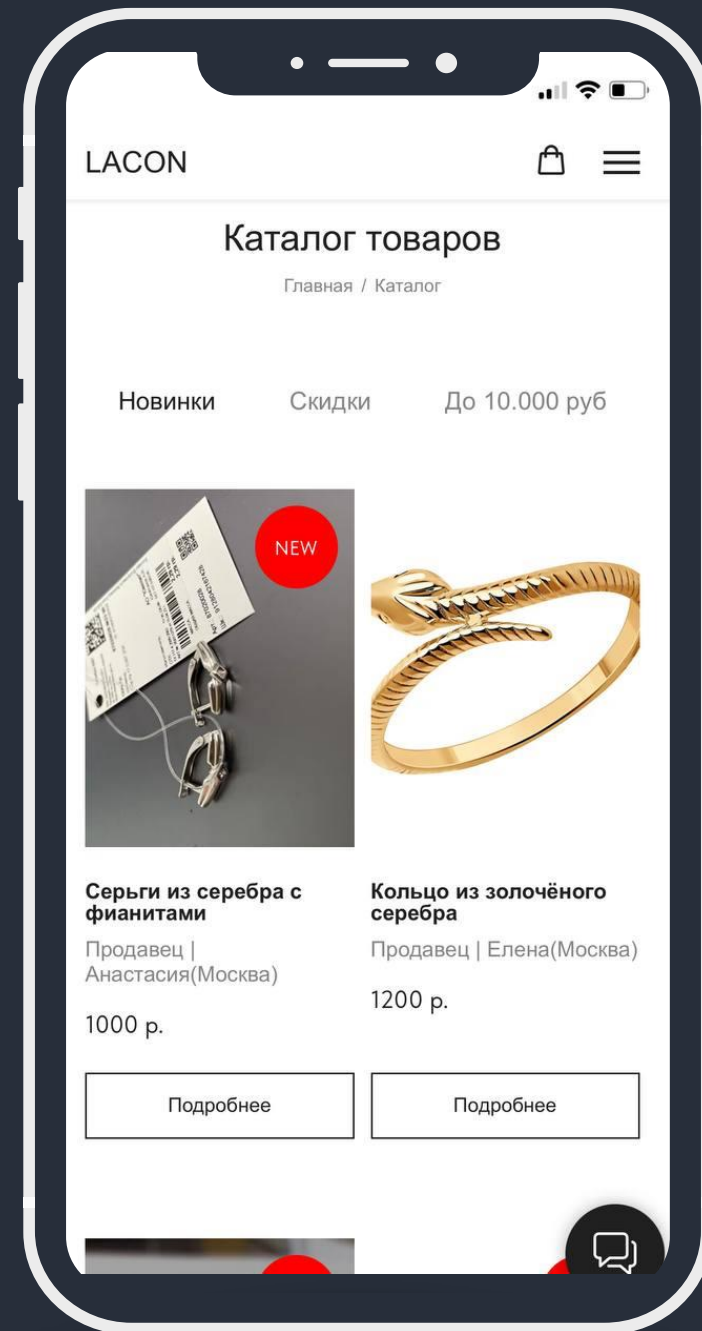 LACON
Каталог товаров
Главная / Каталог
Новинки Скидки До 10.000 руб
NEW
Серьги из серебра с
фианитами
Продавец |
Анастасия(Москва)
1000 р.
Подробнее
Кольцо из золочёного
серебра
Продавец | Елена(Москва)
1200 р.
Подробнее